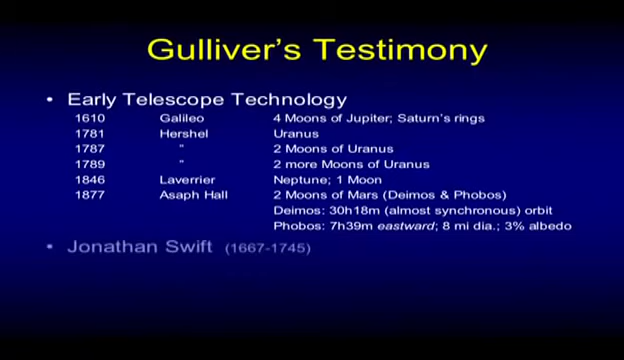 Gulliver's Testimony
• Early Telescope Technology
1610 Galileo 4 Moons of Jupiter; Saturn's rings
1781 Hershel Uranus
1787 " 2 Moons of Uranus
1789 " 2 more Moons of Uranus
1846 Laverrier Neptune; 1 Moon
1877 Asaph Hall 2 Moons of Mars (Deimos & Phobos)
Deimos: 30h18m (almost synchronous) orbit
Phobos: 7h39m eastward; 8 mi dia.; 3% albedo
• Jonathan Swift (1667-1745)